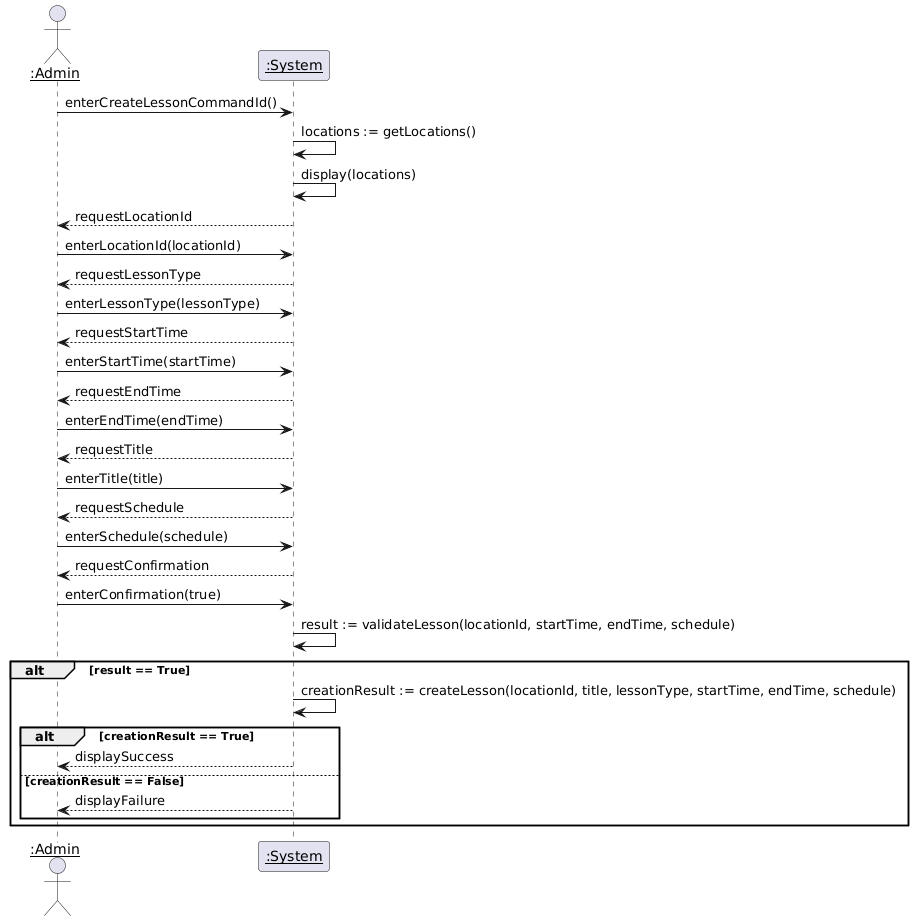 :Admin
:System
enterCreateLessonCommandId()
locations := getLocations()
display(locations)
requestLocationId
enterLocationId(locationId)
requestLessonType
enterLessonType(lessonType)
requestStartTime
enterStartTime(startTime)
requestEndTime
enterEndTime(endTime)
requestTitle
enterTitle(title)
requestSchedule
enterSchedule(schedule)
requestConfirmation
enterConfirmation(true)
result := validateLesson(locationId, startTime, endTime, schedule)
alt [result == True]
creationResult := createLesson(locationId, title, lessonType, startTime, endTime, schedule)
alt [creationResult == True]
displaySuccess
[creationResult == False]
displayFailure
:Admin
:System